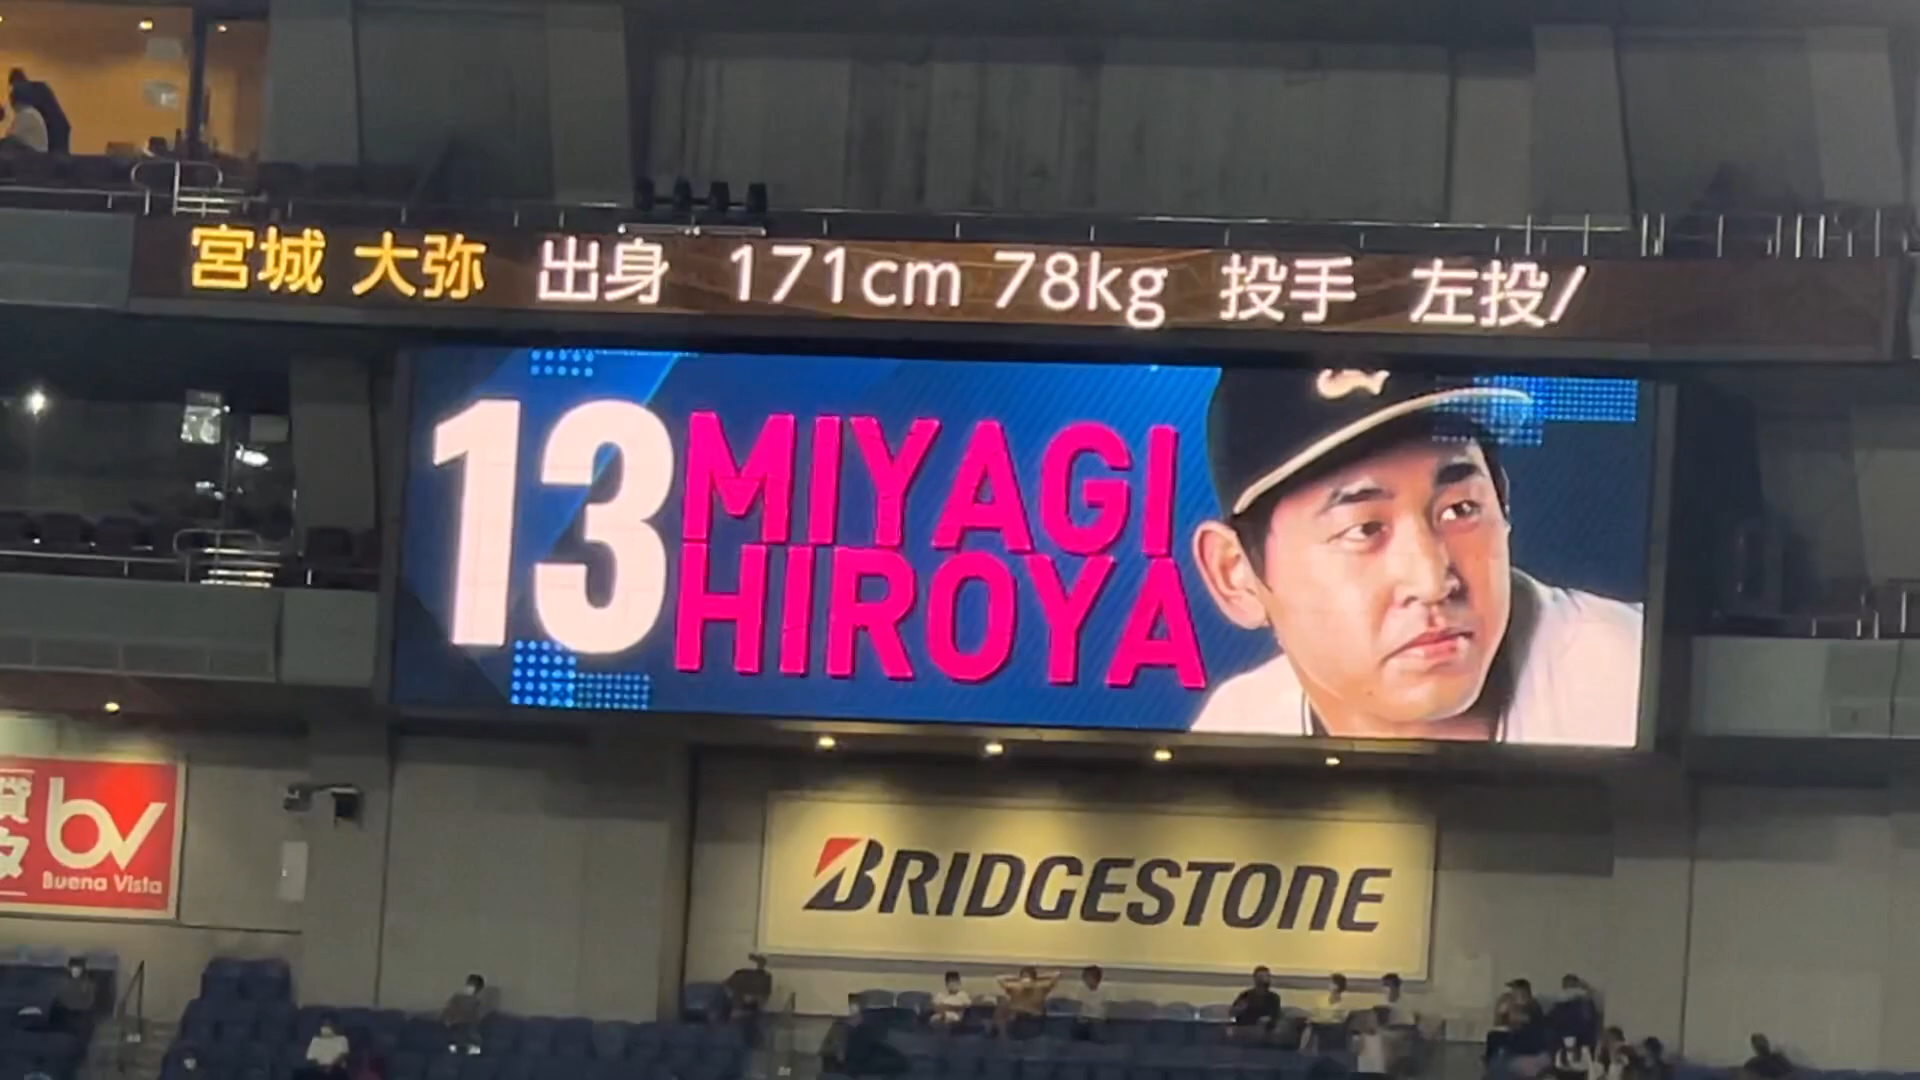 宮城 大弥 出身 171cm 78kg 投手 左投/
13
MIYAGI
HIROYA
bv
Buena Vista
BRIDGESTONE